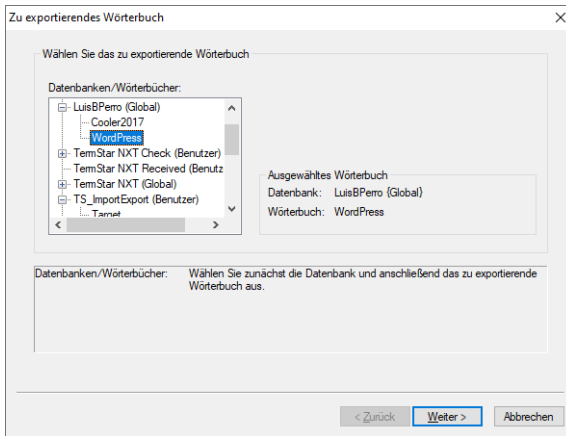 Zu exportierendes Wörterbuch
Wählen Sie das zu exportierende Wörterbuch
Datenbanken/Wörterbücher:
LuisBPerro (Global)
Cooler2017
WordPress
TermStar NXT Check (Benutzer)
TermStar NXT Received (Benutz
TermStar NXT (Global)
TS_ImportExport (Benutzer)
Target
Ausgewähltes Wörterbuch
Datenbank: LuisBPerro {Global}
Wörterbuch: WordPress
Datenbanken/Wörterbücher: Wählen Sie zunächst die Datenbank und anschließend das zu exportierende
Wörterbuch aus.
< Zurück Weiter > Abbrechen